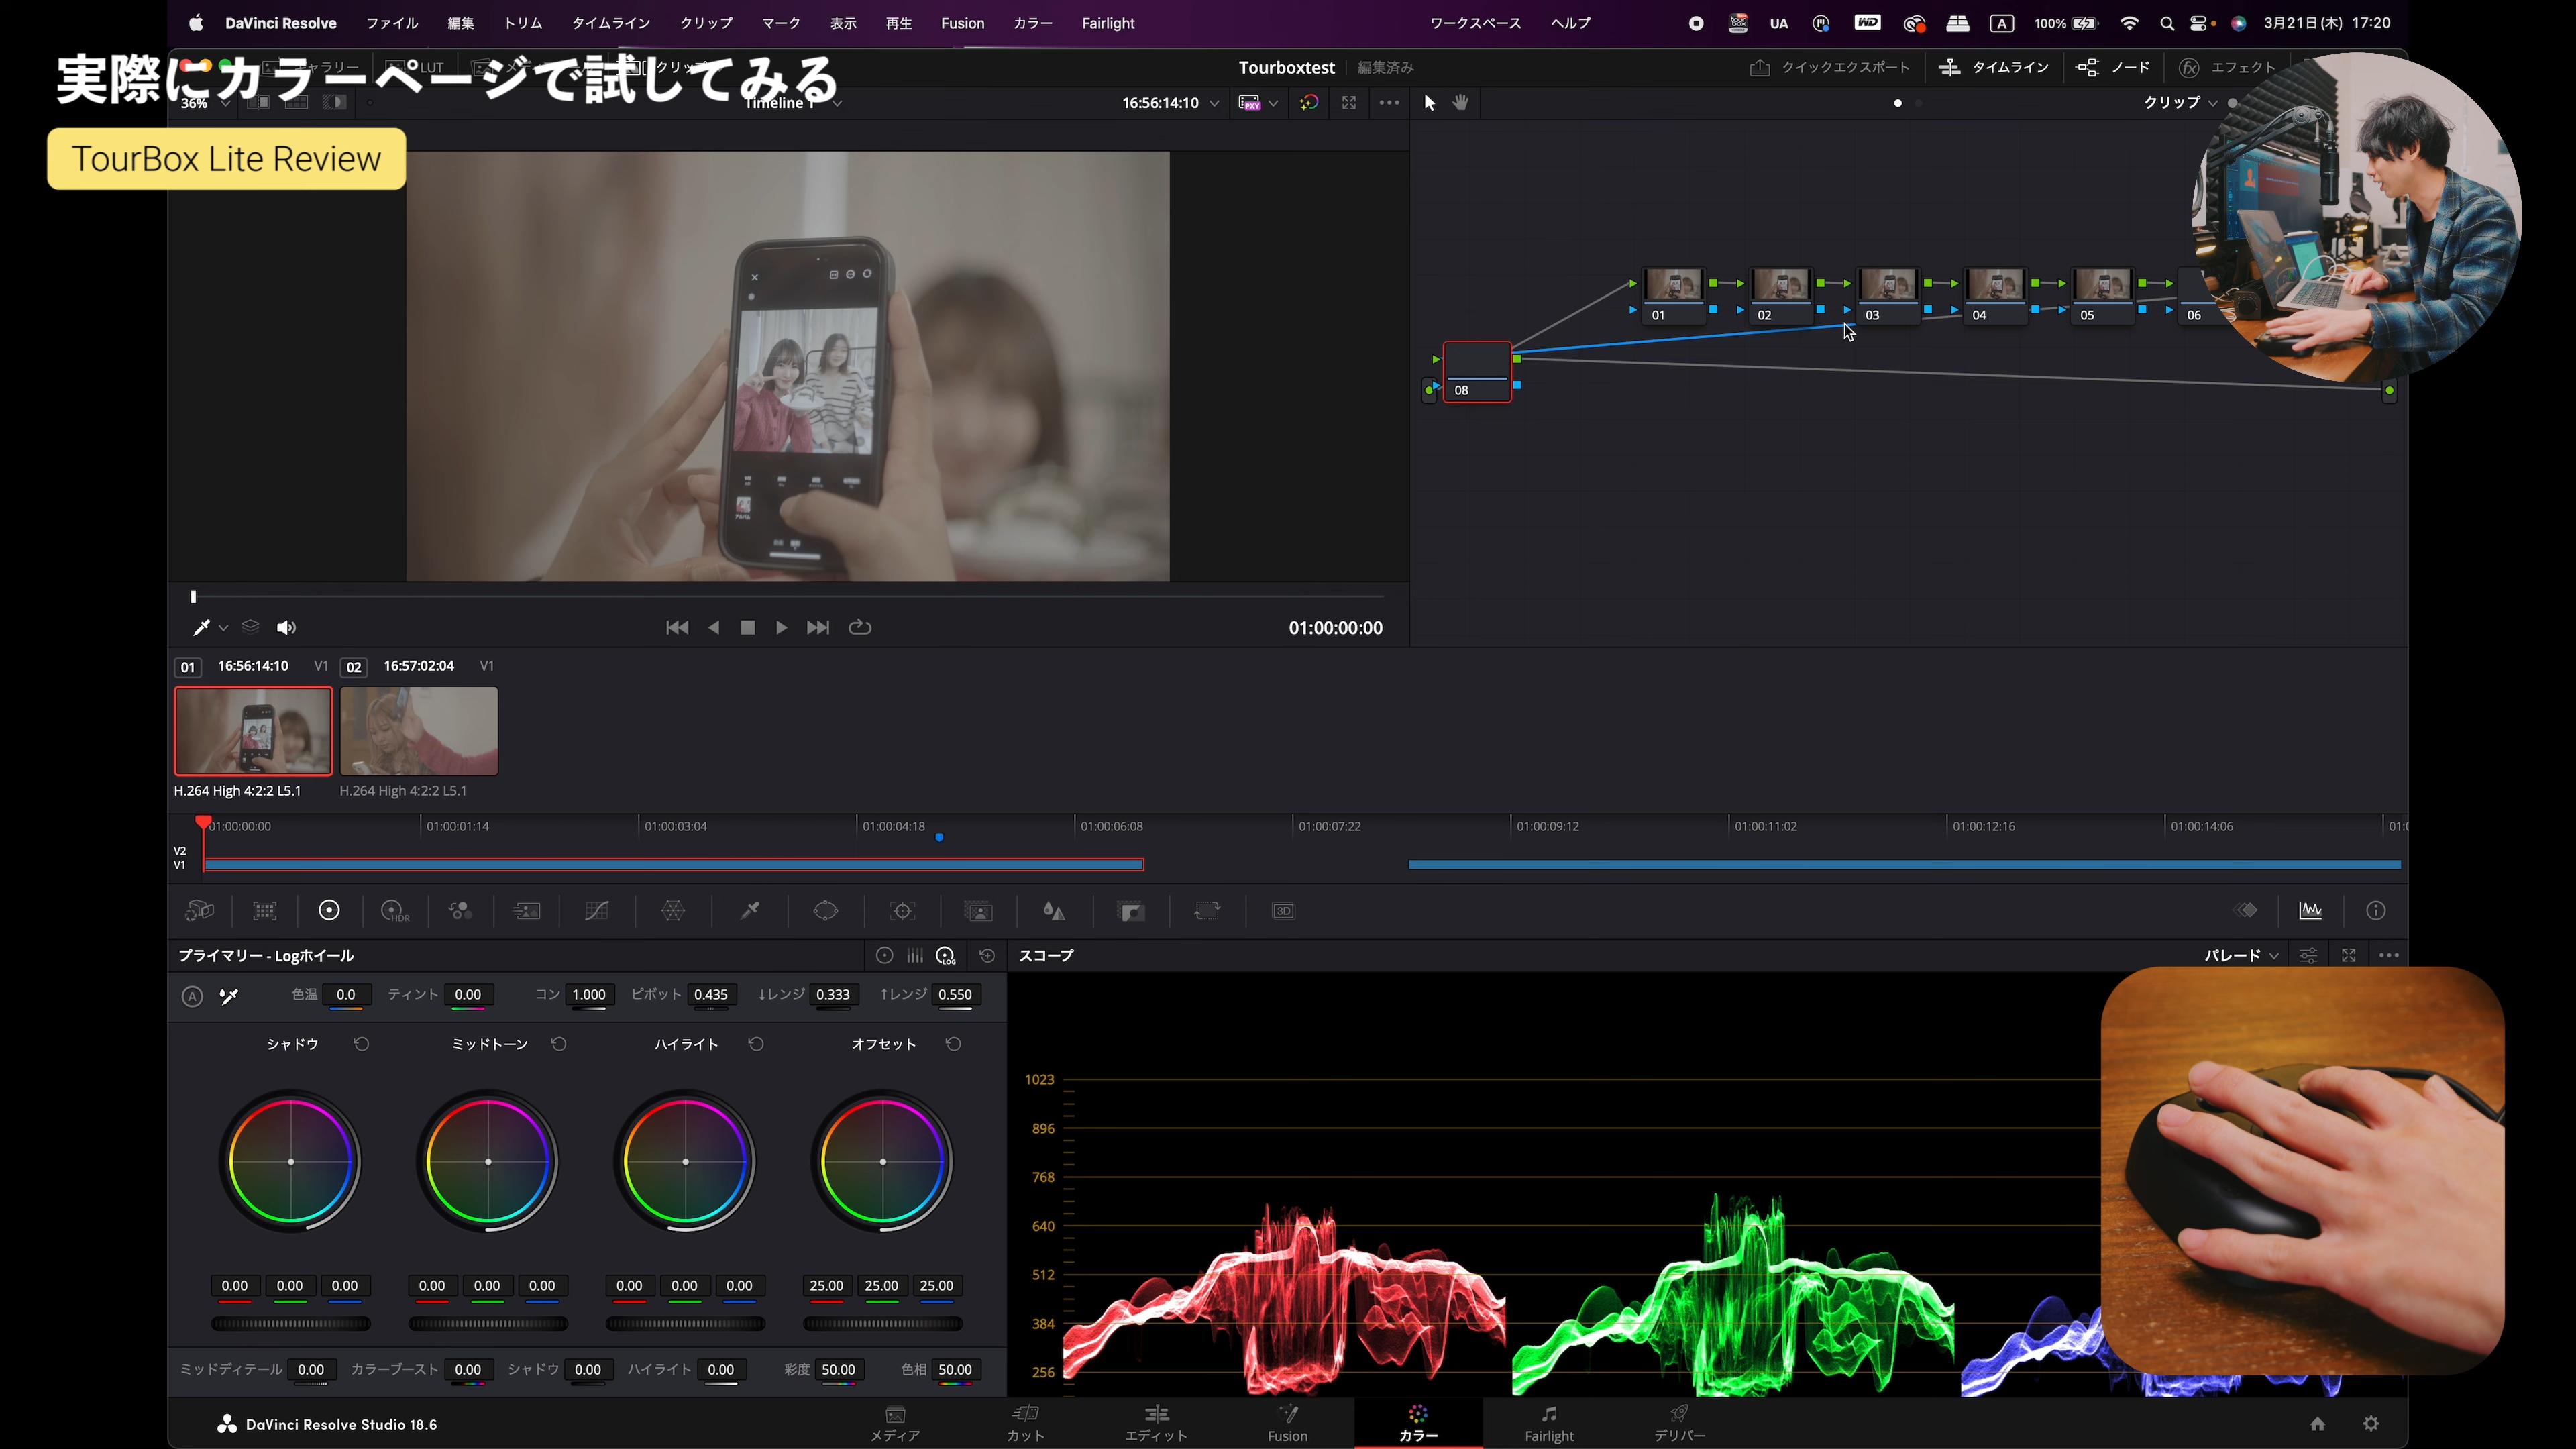 DaVinci Resolve ファイル 編集 トリム タイムライン クリップ マーク 表示 再生 Fusion カラー Fairlight ワークスペース ヘルプ UA WD A 100% 3月21日(木) 17:20
実際にカラーページで試してみる
LUT クリップ Tourboxtest 編集済み クイックエクスポート タイムライン ノード エフェクト
36% Timeline 1 16:56:14:10 PXY クリップ
TourBox Lite Review
01 02 03 04 05 06
08
01:00:00:00
01 16:56:14:10 V1 02 16:57:02:04 V1
H.264 High 4:2:2 L5.1 H.264 High 4:2:2 L5.1
01:00:00:00 01:00:01:14 01:00:03:04 01:00:04:18 01:00:06:08 01:00:07:22 01:00:09:12 01:00:11:02 01:00:12:16 01:00:14:06
V2
V1
HDR 3D
プライマリー - Logホイール LOG スコープ パレード
A 色温 0.0 ティント 0.00 コン 1.000 ピボット 0.435 ↓レンジ 0.333 ↑レンジ 0.550
シャドウ ミッドトーン ハイライト オフセット
1023
896
768
640
512
384
256
0.00 0.00 0.00 0.00 0.00 0.00 0.00 0.00 0.00 25.00 25.00 25.00
ミッドディテール 0.00 カラーブースト 0.00 シャドウ 0.00 ハイライト 0.00 彩度 50.00 色相 50.00
DaVinci Resolve Studio 18.6
メディア カット エディット Fusion カラー Fairlight デリバー